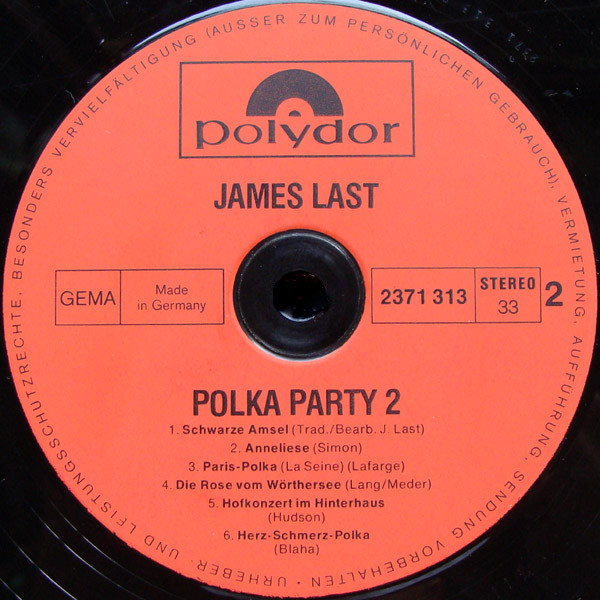 polydor
JAMES LAST
GEMA
Made
in Germany
2371 313
STEREO
33
2
POLKA PARTY 2
1. Schwarze Amsel (Trad./Bearb. J. Last)
2. Anneliese (Simon)
3. Paris-Polka (La Seine) (Lafarge)
4. Die Rose vom Wörthersee (Lang/Meder)
5. Hofkonzert im Hinterhaus
(Hudson)
6. Herz-Schmerz-Polka
(Blaha)
• URHEBER- UND LEISTUNGSSCHUTZRECHTE, BESONDERS VERVIELFÄLTIGUNG (AUSSER ZUM PERSÖNLICHEN GEBRAUCH), VERMIETUNG, AUFFÜHRUNG, SENDUNG VORBEHALTEN